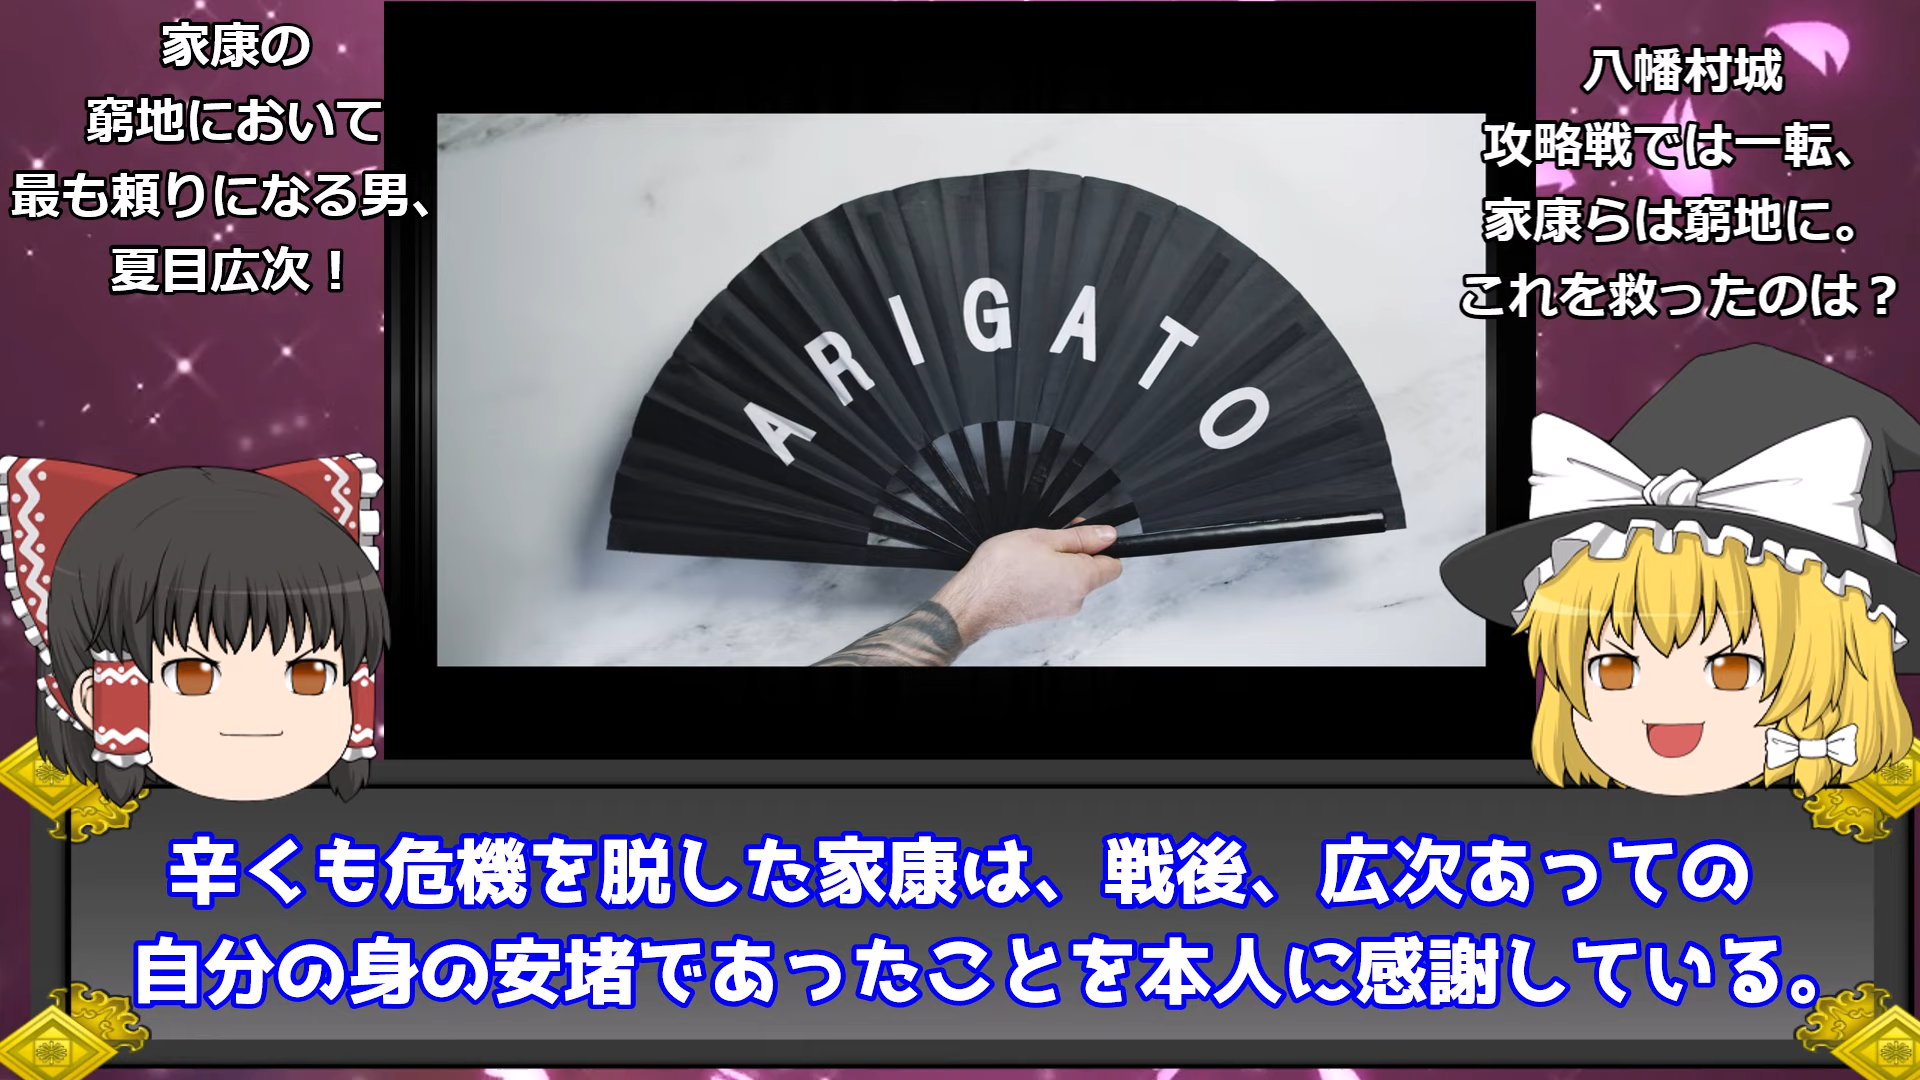 家康の
窮地において
最も頼りになる男、
夏目広次！
八幡村城
攻略戦では一転、
家康らは窮地に。
これを救ったのは？
ARIGATO
辛くも危機を脱した家康は、戦後、広次あっての
自分の身の安堵であったことを本人に感謝している。